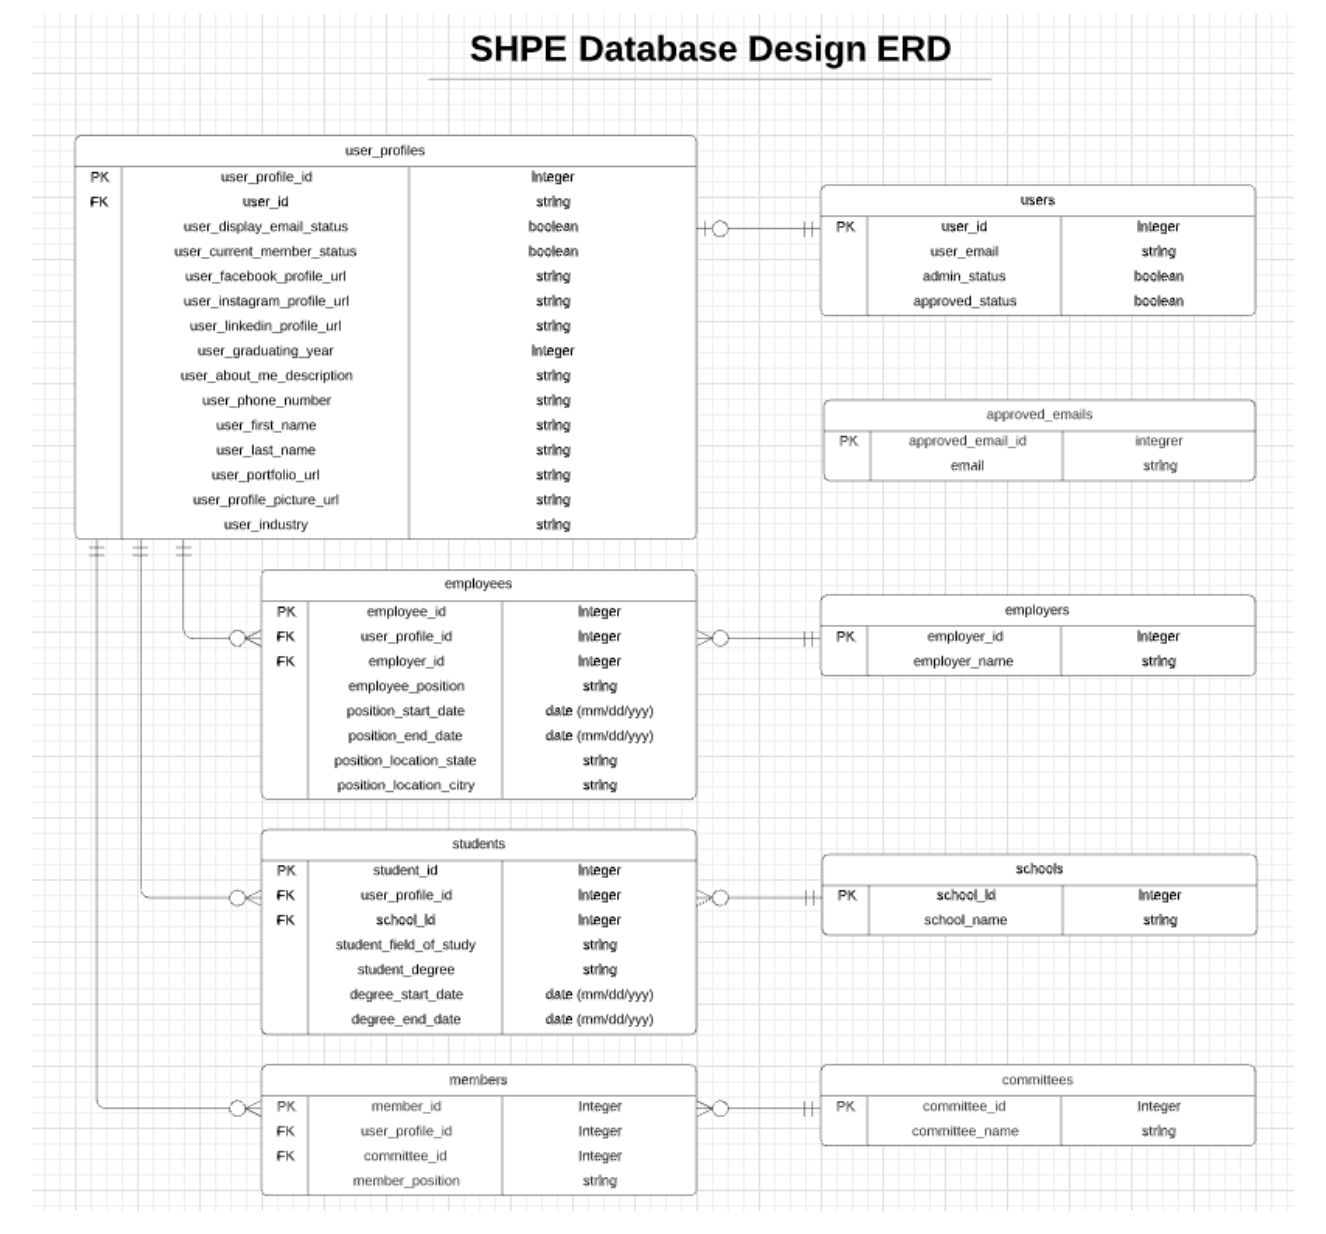 SHPE Database Design ERD
user_profiles
PK user_profile_id Integer
FK user_id string
user_display_email_status boolean
user_current_member_status boolean
user_facebook_profile_url string
user_instagram_profile_url string
user_linkedin_profile_url string
user_graduating_year Integer
user_about_me_description string
user_phone_number string
user_first_name string
user_last_name string
user_portfolio_url string
user_profile_picture_url string
user_industry string
users
PK user_id Integer
user_email string
admin_status boolean
approved_status boolean
approved_emails
PK approved_email_id integrer
email string
employees
PK employee_id Integer
FK user_profile_id Integer
FK employer_id Integer
employee_position string
position_start_date date (mm/dd/yyy)
position_end_date date (mm/dd/yyy)
position_location_state string
position_location_citry string
employers
PK employer_id Integer
employer_name string
students
PK student_id Integer
FK user_profile_id Integer
FK school_id Integer
student_field_of_study string
student_degree string
degree_start_date date (mm/dd/yyy)
degree_end_date date (mm/dd/yyy)
schools
PK school_id Integer
school_name string
members
PK member_id Integer
FK user_profile_id Integer
FK committee_id Integer
member_position string
committees
PK committee_id Integer
committee_name string